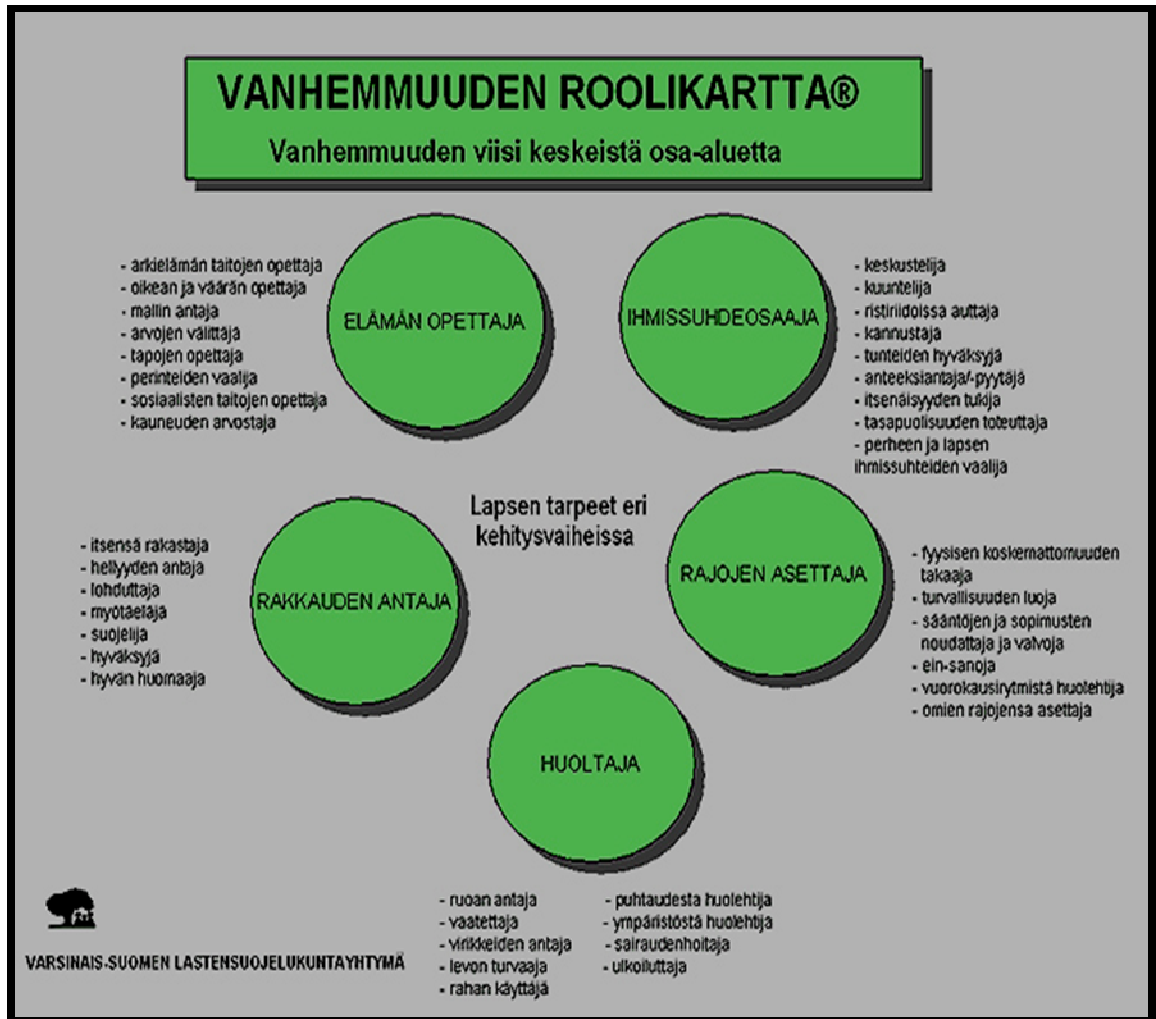 VANHEMMUUDEN ROOLIKARTTA®
Vanhemmuuden viisi keskeistä osa-aluetta
- arkielämän taitojen opettaja
- oikean ja väärän opettaja
- mallin antaja
- arvojen välittäjä
- tapojen opettaja
- perinteiden vaalija
- sosiaalisten taitojen opettaja
- kauneuden arvostaja
ELÄMÄN OPETTAJA
IHMISSUHDEOSAAJA
- keskustelija
- kuuntelija
- ristiriidoissa auttaja
- kannustaja
- tunteiden hyväksyjä
- anteeksiantaja/-pyytäjä
- itsenäisyyden tukija
- tasapuolisuuden toteuttaja
- perheen ja lapsen
ihmissuhteiden vaalija
Lapsen tarpeet eri
kehitysvaiheissa
- itsensä rakastaja
- hellyyden antaja
- lohduttaja
- myötäeläjä
- suojelija
- hyväksyjä
- hyvän huomaaja
RAKKAUDEN ANTAJA
RAJOJEN ASETTAJA
- fyysisen koskemattomuuden
takaaja
- turvallisuuden luoja
- sääntöjen ja sopimusten
noudattaja ja valvoja
- ein-sanoja
- vuorokausirytmistä huolehtija
- omien rajojensa asettaja
HUOLTAJA
- ruoan antaja
- vaatettaja
- virikkeiden antaja
- levon turvaaja
- rahan käyttäjä
- puhtaudesta huolehtija
- ympäristöstä huolehtija
- sairaudenhoitaja
- ulkoiluttaja
VARSINAIS-SUOMEN LASTENSUOJELUKUNTAYHTYMÄ